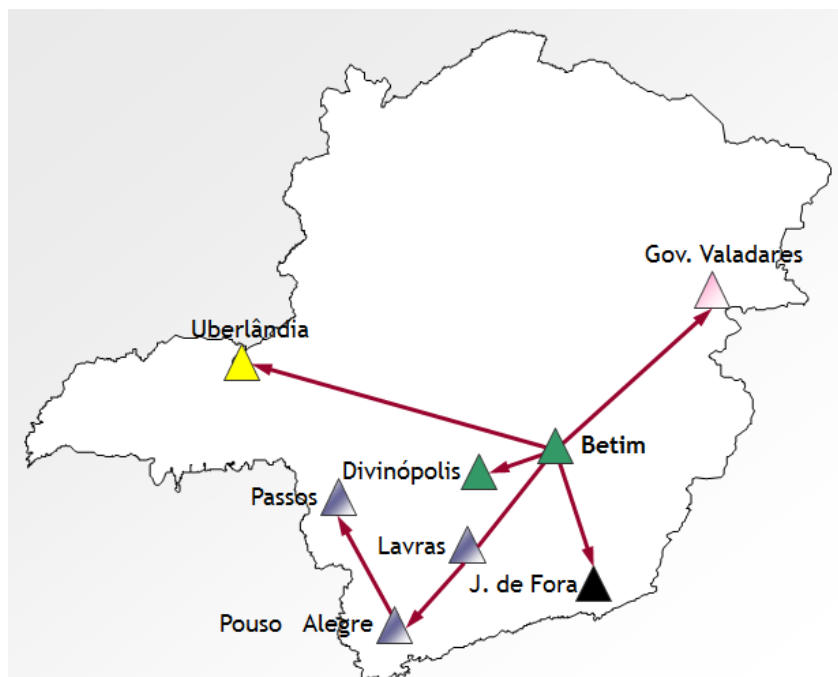 Gov. Valadares
Uberlândia
Betim
Divinópolis
Passos
Lavras
J. de Fora
Pouso Alegre